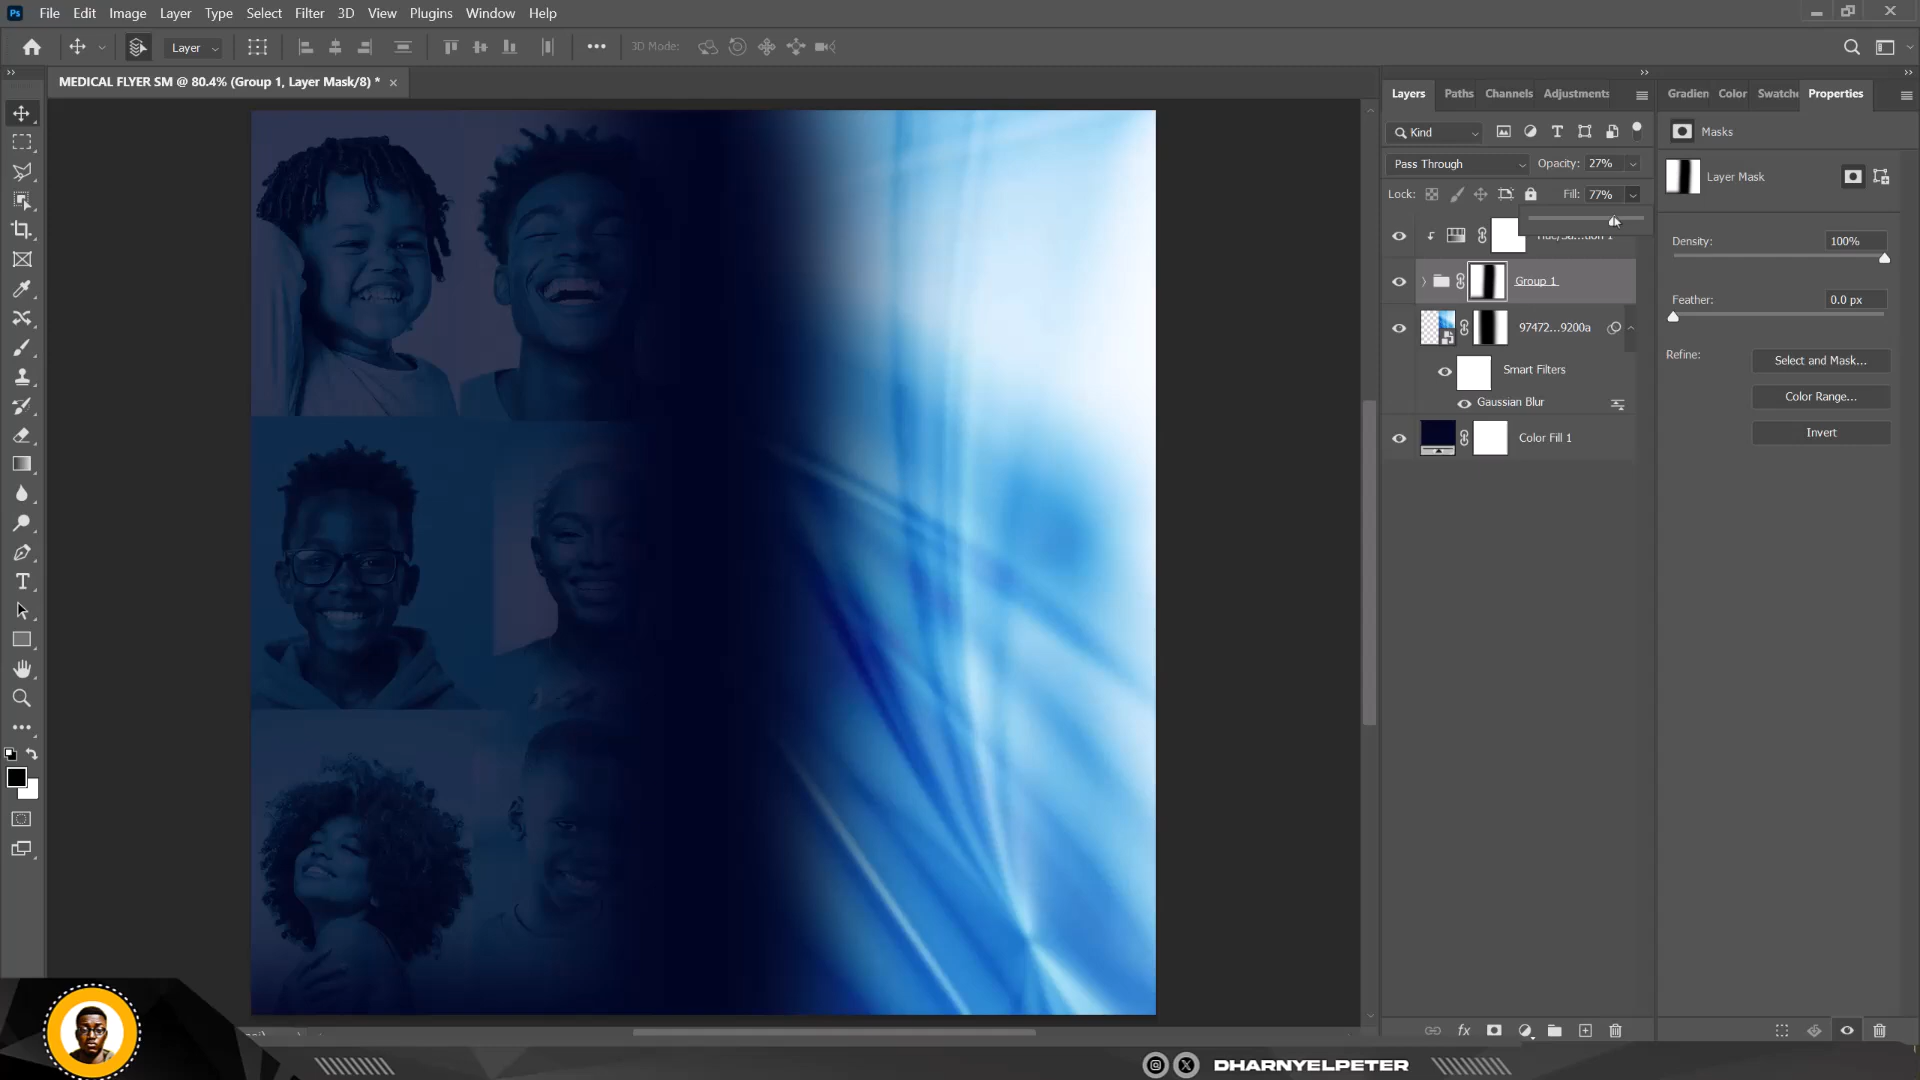 Ps File Edit Image Layer Type Select Filter 3D View Plugins Window Help
Layer 3D Mode:
MEDICAL FLYER SM @ 80.4% (Group 1, Layer Mask/8) *
Layers Paths Channels Adjustments
Gradien Color Swatche Properties
Kind
Masks
Pass Through Opacity: 27%
Layer Mask
Lock: Fill: 77%
Density: 100%
Group 1
Feather: 0.0 px
97472...9200a
Refine: Select and Mask...
Smart Filters
Color Range...
Gaussian Blur
Invert
Color Fill 1
fx
DHARNYELPETER